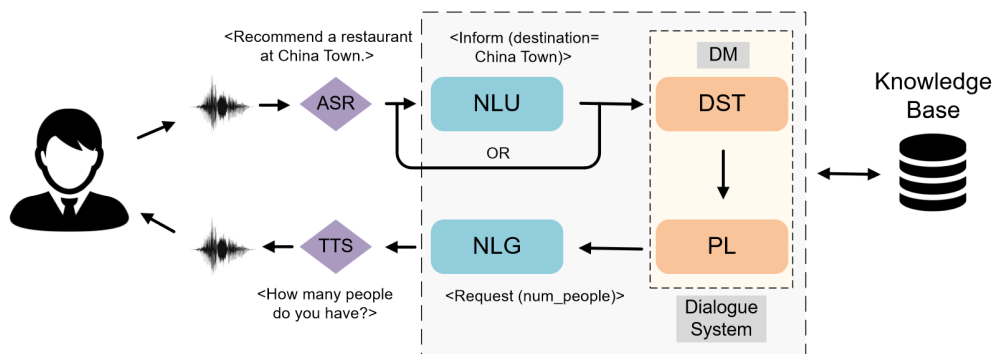 <Recommend a restaurant
at China Town.>
<Inform (destination=
China Town)>
DM
ASR
NLU
DST
Knowledge
Base
OR
TTS
NLG
PL
<How many people
do you have?>
<Request (num_people)>
Dialogue
System